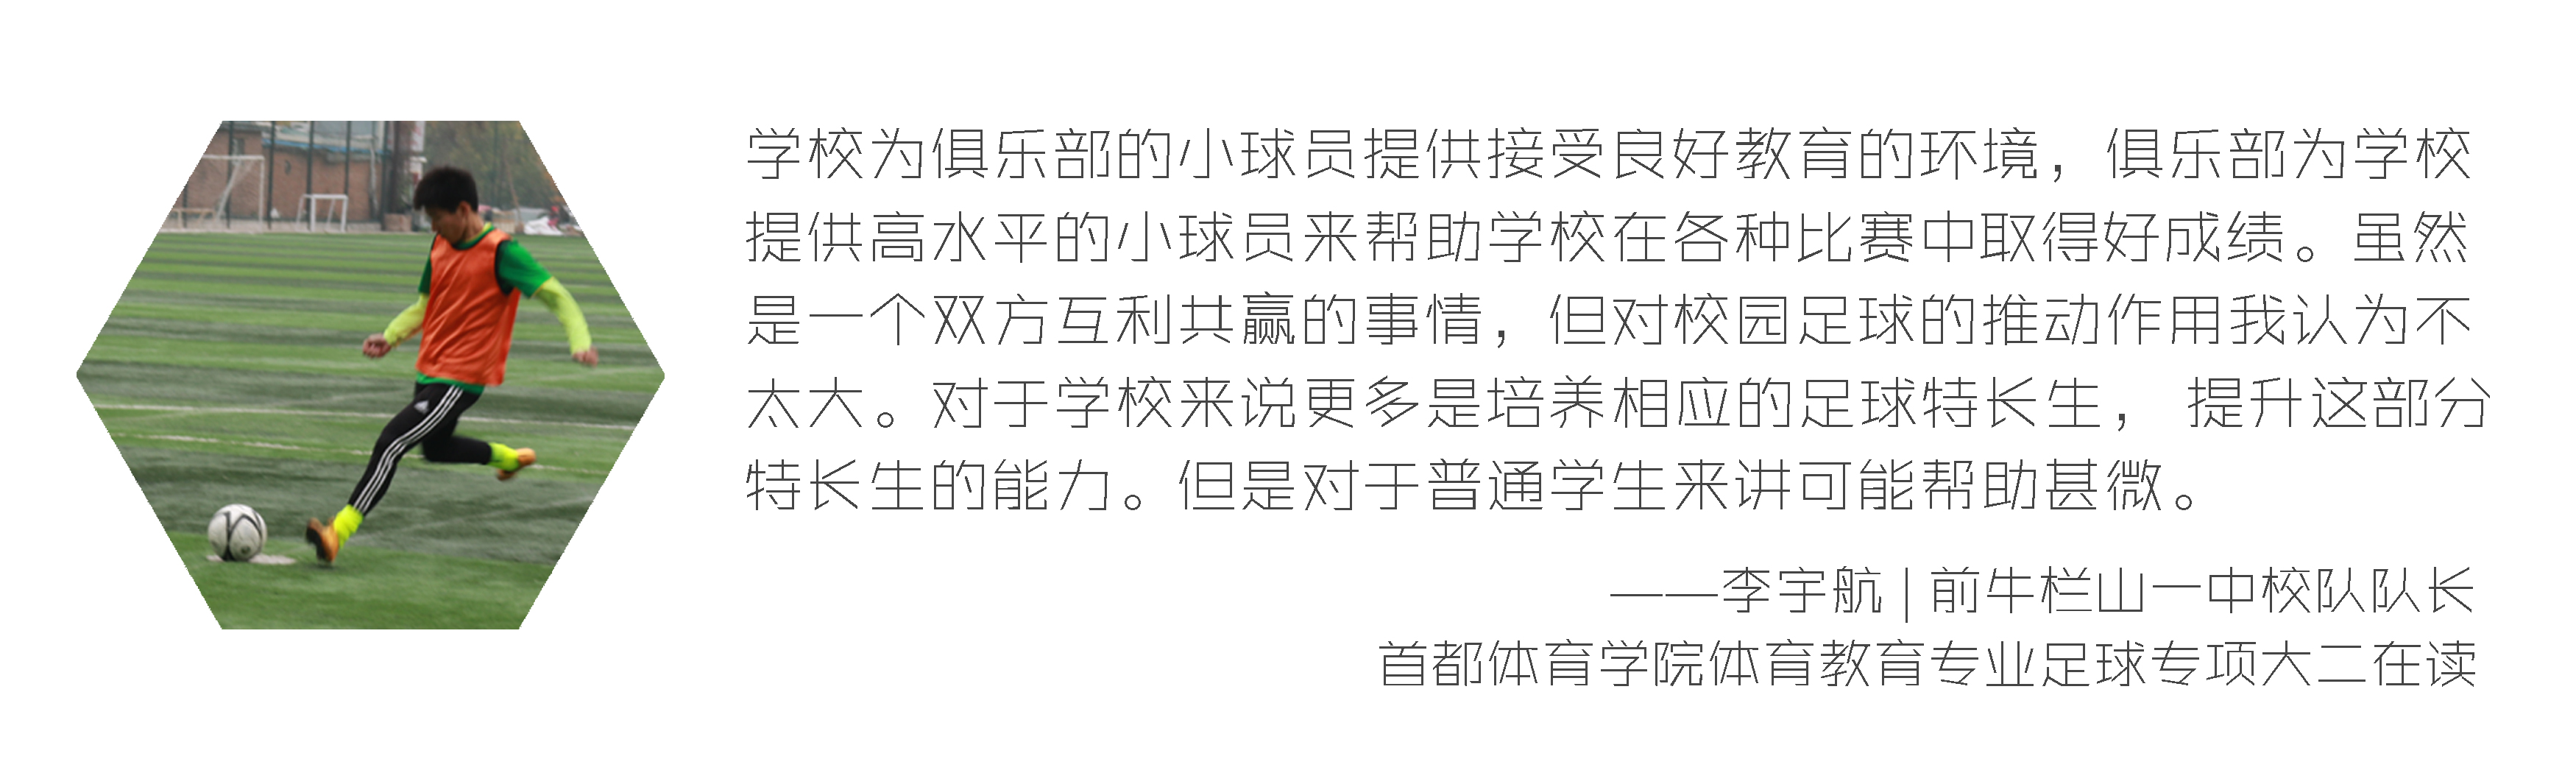 学校为俱乐部的小球员提供接受良好教育的环境，俱乐部为学校
提供高水平的小球员来帮助学校在各种比赛中取得好成绩。虽然
是一个双方互利共赢的事情，但对校园足球的推动作用我认为不
太大。对于学校来说更多是培养相应的足球特长生， 提升这部分
特长生的能力。但是对于普通学生来讲可能帮助甚微。
——李宇航 | 前牛栏山一中校队队长
首都体育学院体育教育专业足球专项大二在读